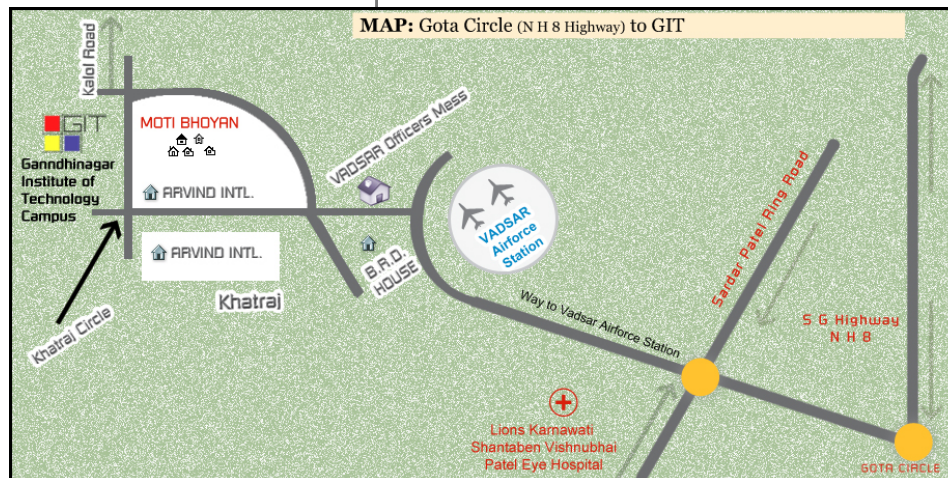 MAP: Gota Circle (N H 8 Highway) to GIT
Kalol Road
GIT
Ganndhinagar
Institute of
Technology
Campus
MOTI BHOYAN
ARVIND INTL.
ARVIND INTL.
VADSAR Officers Mess
VADSAR
Airforce
Station
B.R.D.
HOUSE
Khatraj
Khatraj Circle
Way to Vadsar Airforce Station
Sardar Patel Ring Road
S G Highway
N H 8
Lions Karnawati
Shantaben Vishnubhai
Patel Eye Hospital
GOTA CIRCLE